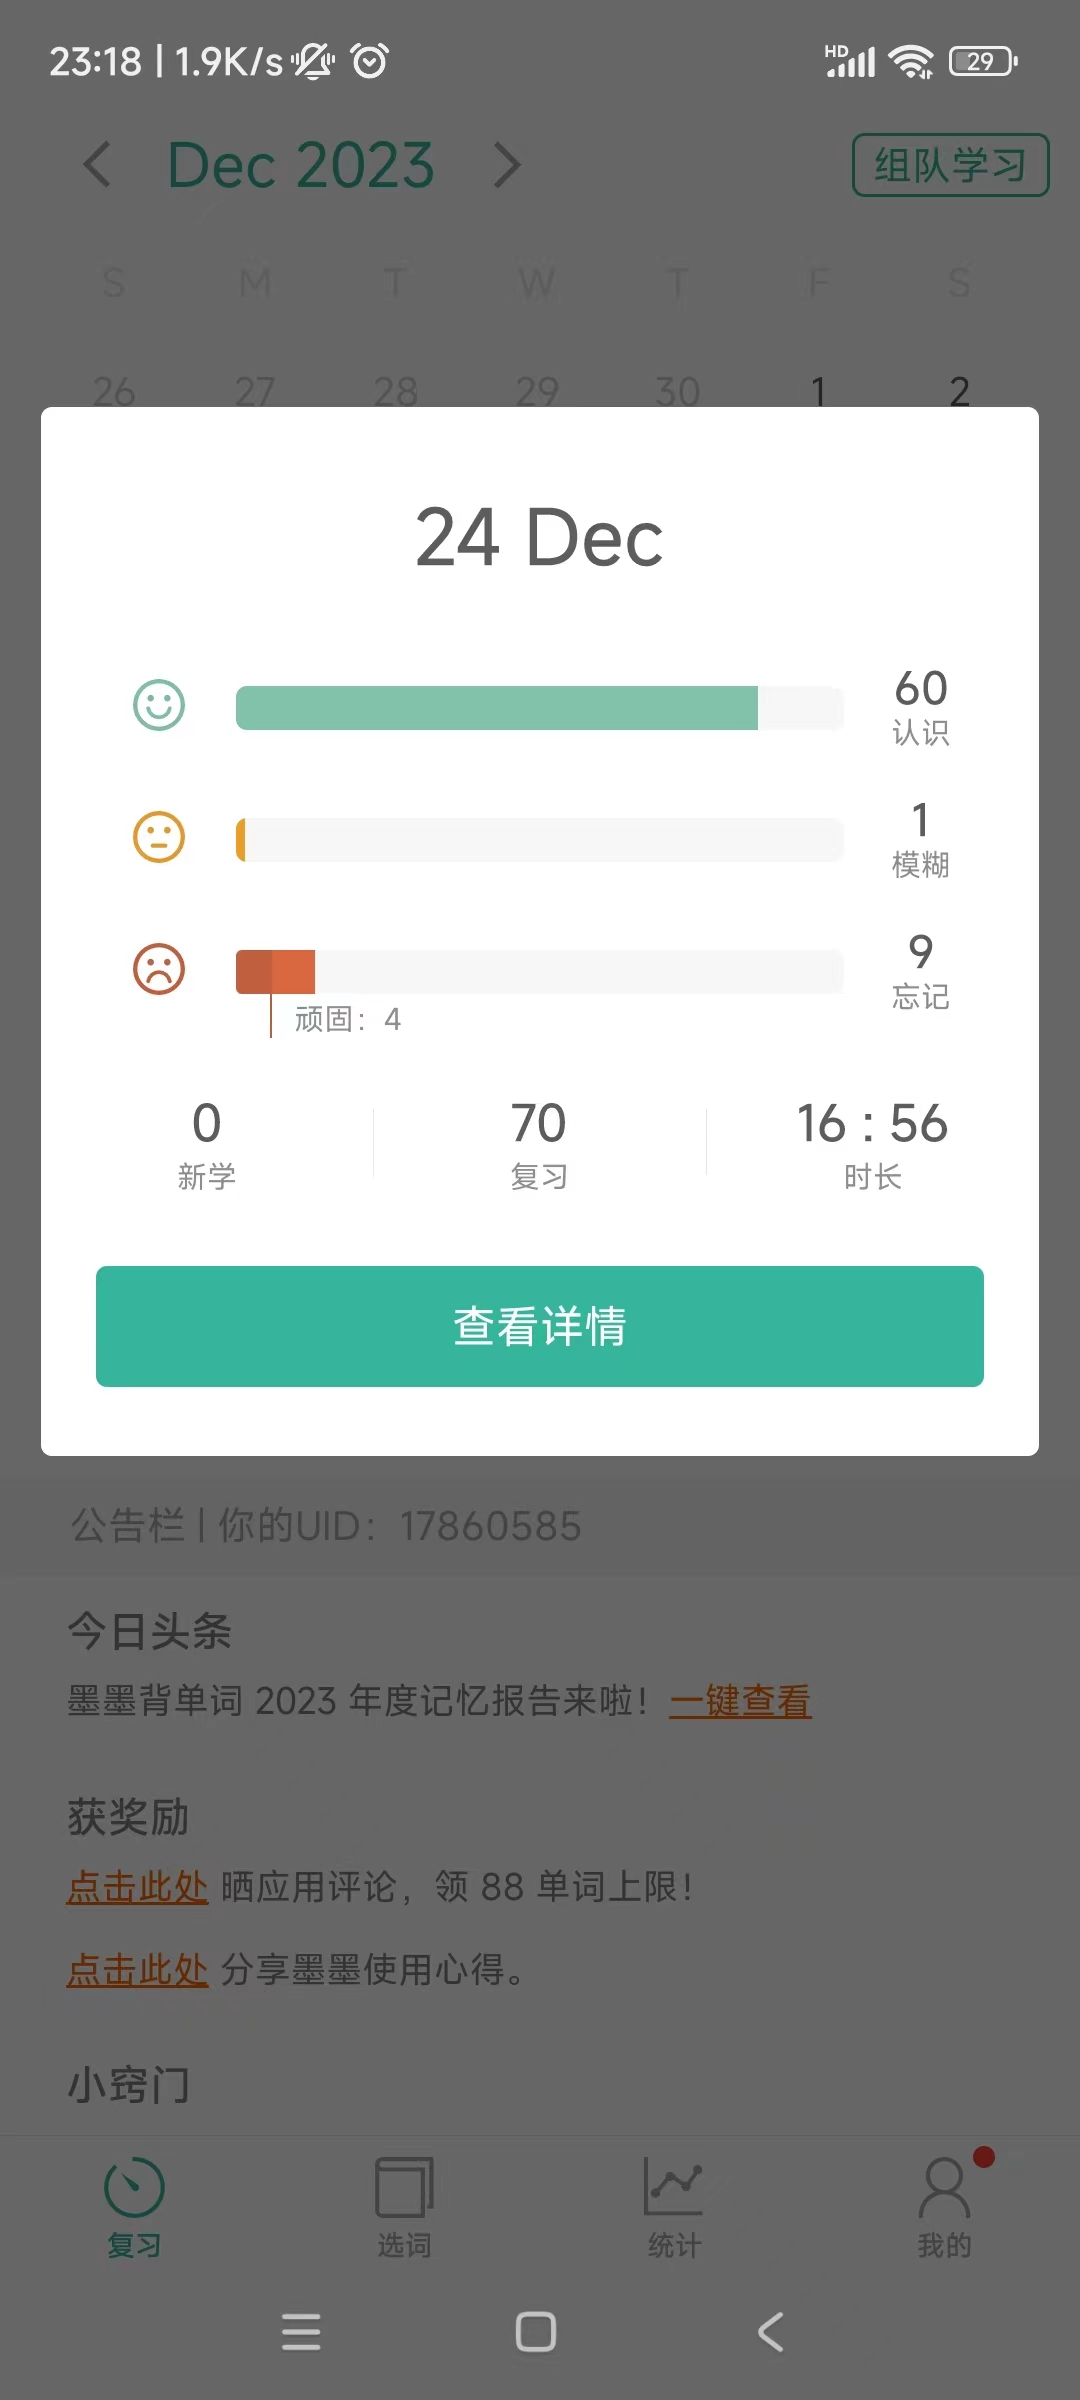 23:18 | 1.9K/s HD 29
Dec 2023 组队学习
S M T W T F S
26 27 28 29 30 1 2
24 Dec
60
认识
1
模糊
9
忘记
顽固：4
0 70 16 : 56
新学 复习 时长
查看详情
公告栏 | 你的UID：17860585
今日头条
墨墨背单词 2023 年度记忆报告来啦！ 一键查看
获奖励
点击此处 晒应用评论，领 88 单词上限！
点击此处 分享墨墨使用心得。
小窍门
复习 选词 统计 我的